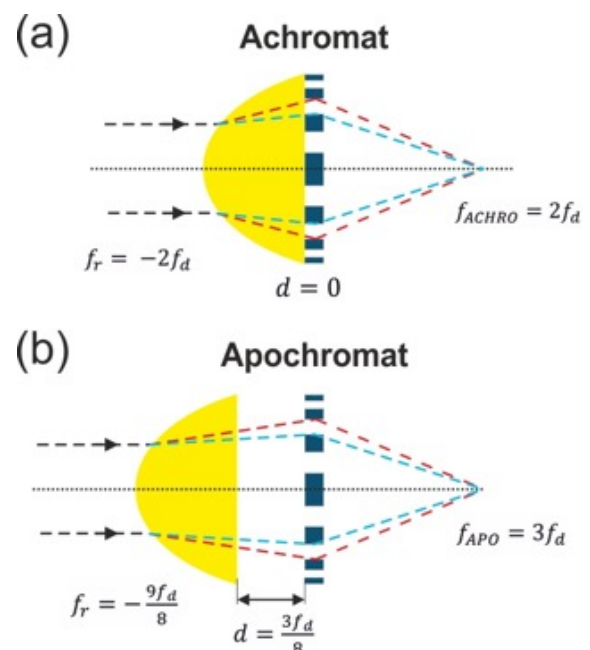 (a)
Achromat
f_ACHRO = 2f_d
f_r = −2f_d
d = 0
(b)
Apochromat
f_APO = 3f_d
f_r = −9f_d/8
d = 3f_d/8